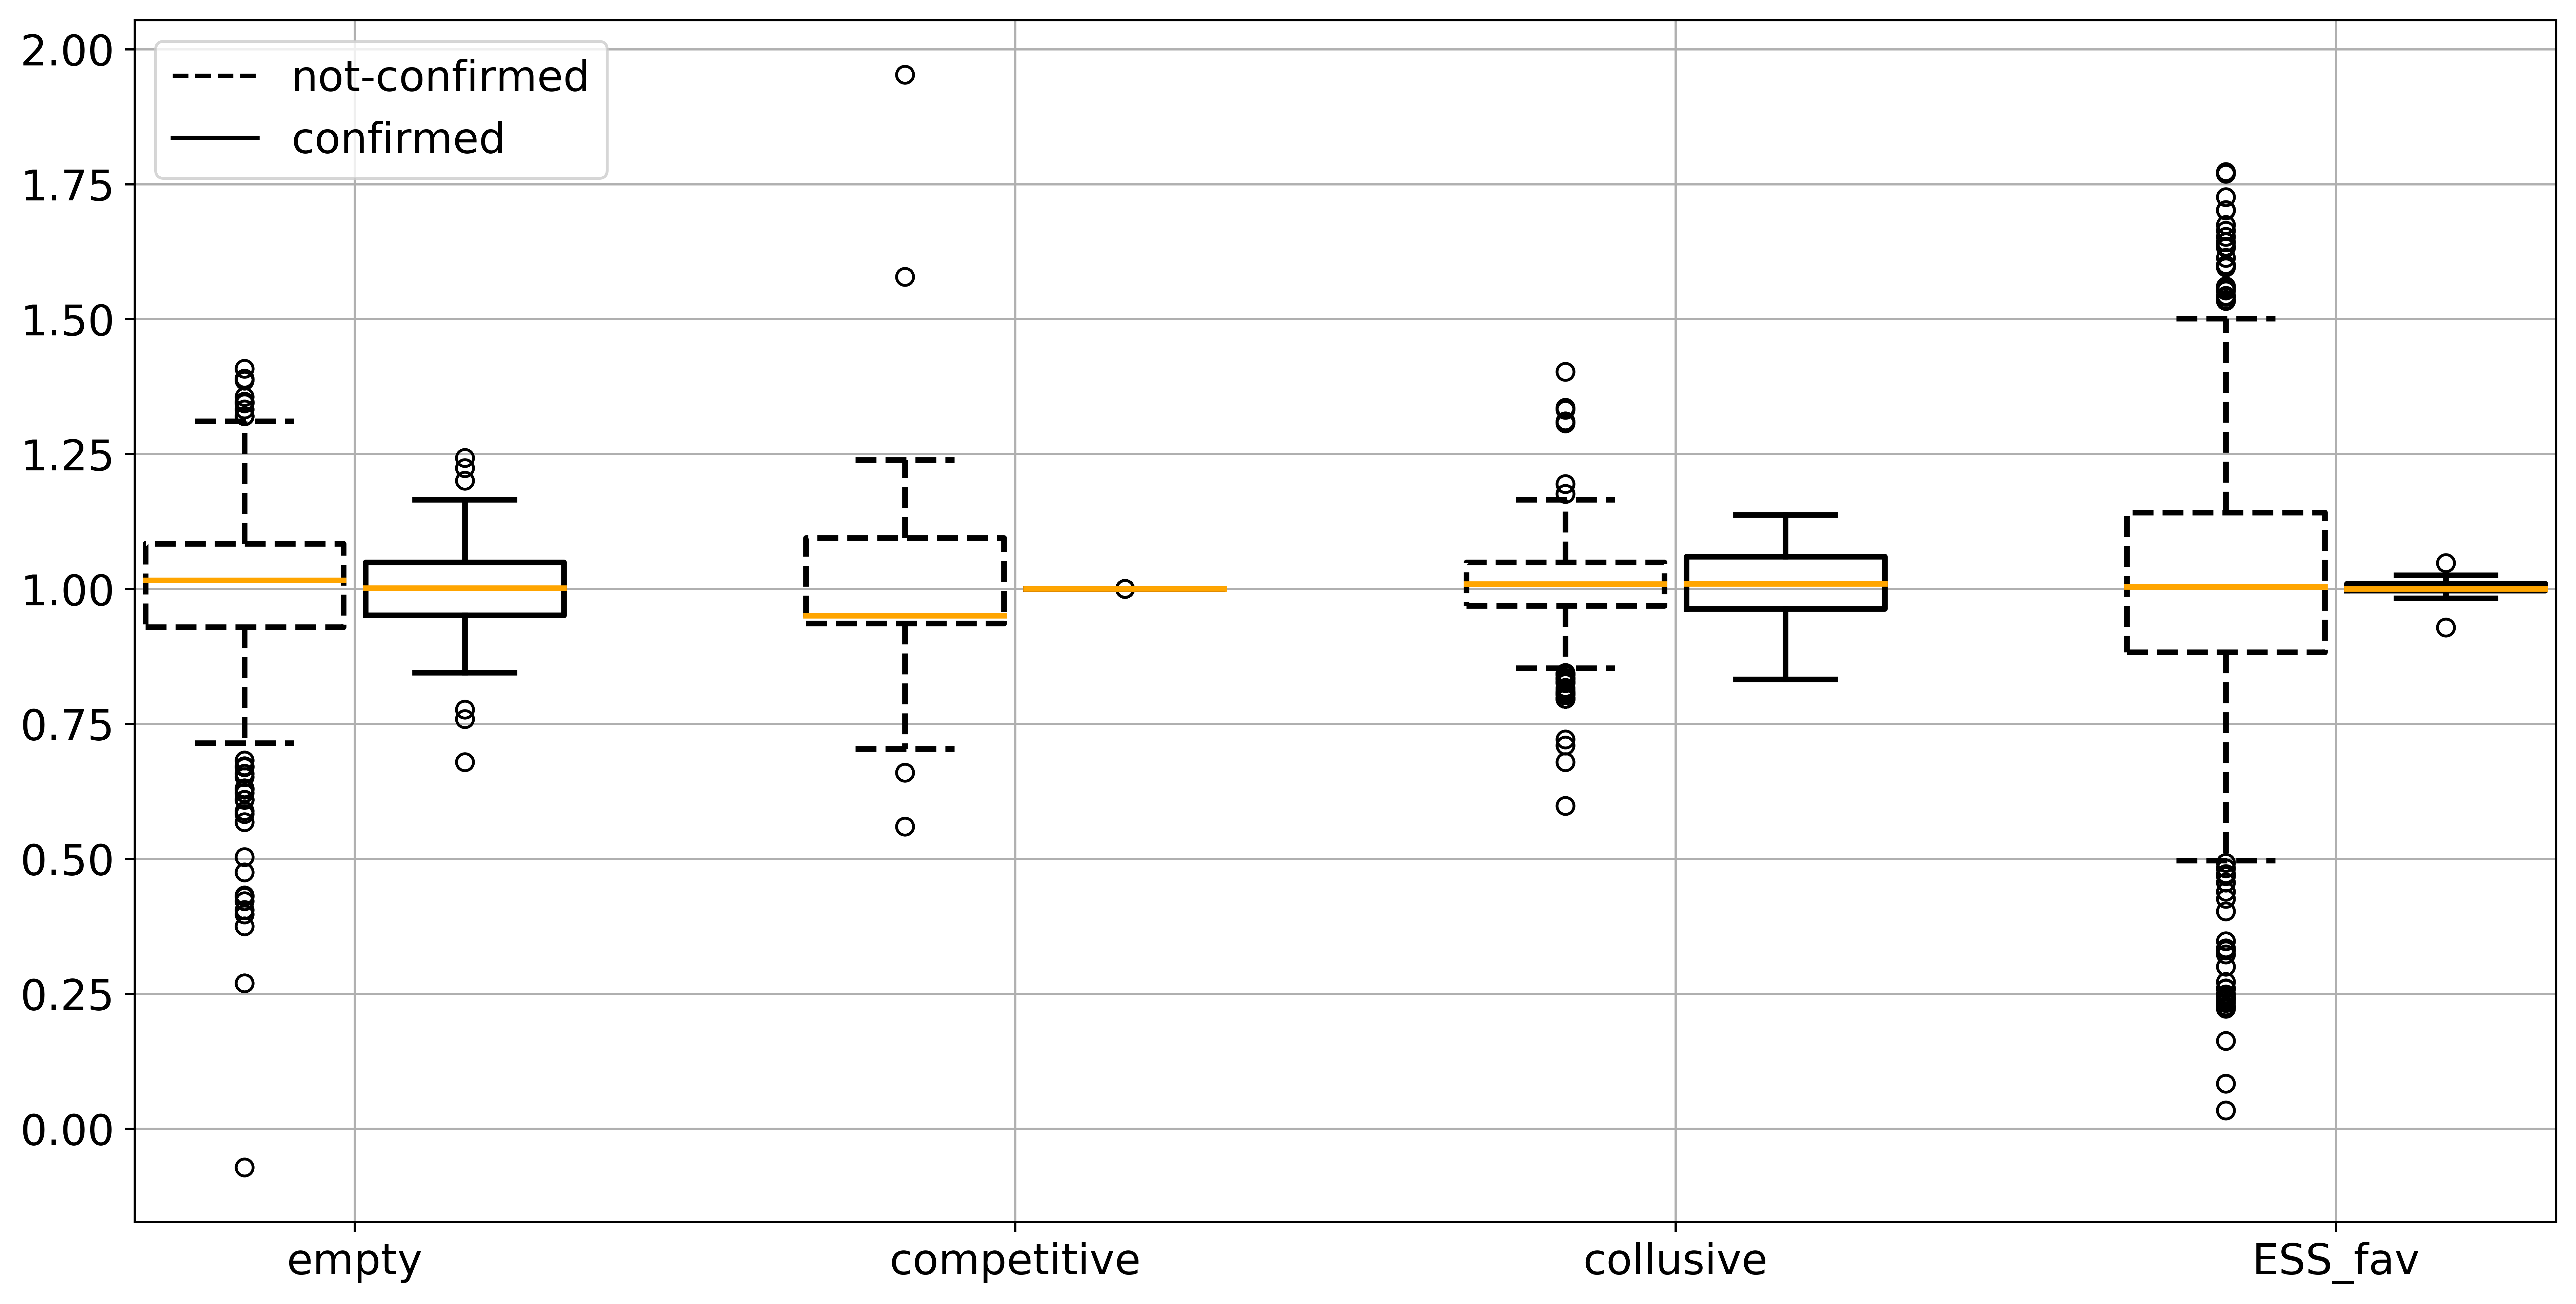 2.00
1.75
1.50
1.25
1.00
0.75
0.50
0.25
0.00
not-confirmed
confirmed
empty
competitive
collusive
ESS_fav